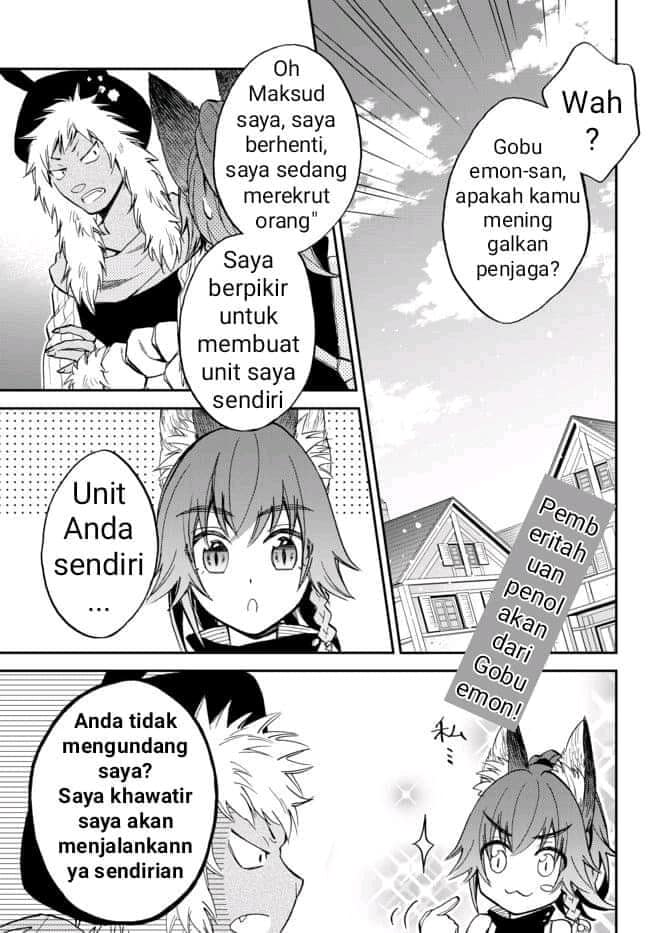 Wah
?
Gobu
emon-san,
apakah kamu
mening
galkan
penjaga?
Oh
Maksud
saya, saya
berhenti,
saya sedang
merekrut
orang"
Saya
berpikir
untuk
membuat
unit saya
sendiri
Pemb
eritah
uan
penol
akan
dari
Gobu
emon!
Unit
Anda
sendiri
...
私…
Anda tidak
mengundang
saya?
Saya khawatir
saya akan
menjalankann
ya sendirian